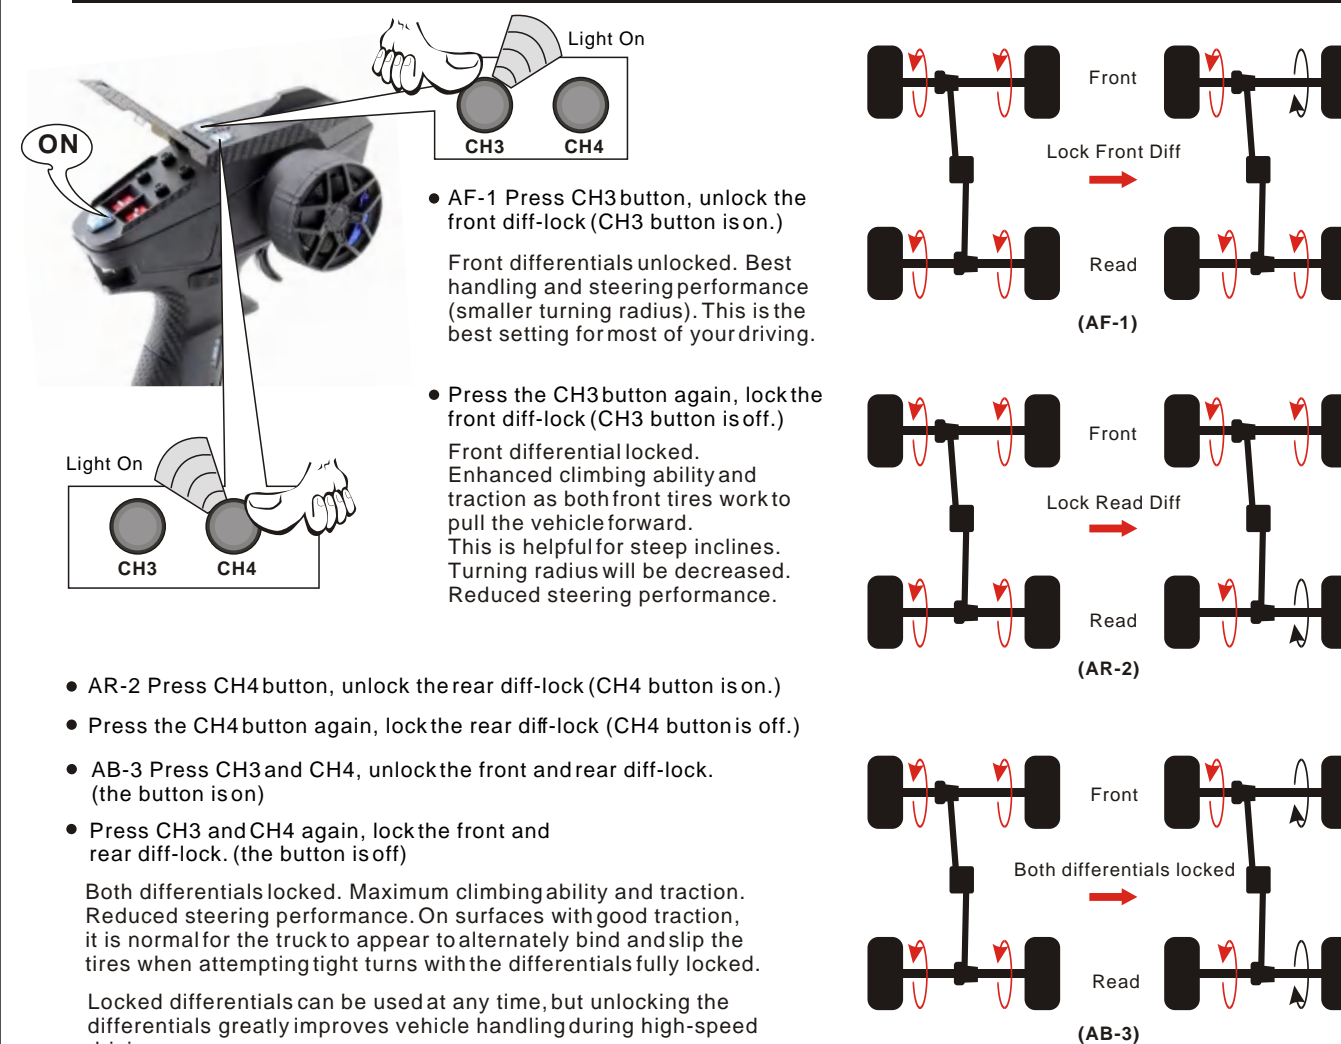 Light On
ON
CH3 CH4
● AF-1 Press CH3 button, unlock the
front diff-lock (CH3 button is on.)
Front differentials unlocked. Best
handling and steering performance
(smaller turning radius). This is the
best setting for most of your driving.
● Press the CH3 button again, lock the
front diff-lock (CH3 button is off.)
Front differential locked.
Enhanced climbing ability and
traction as both front tires work to
pull the vehicle forward.
This is helpful for steep inclines.
Turning radius will be decreased.
Reduced steering performance.
Light On
CH3 CH4
● AR-2 Press CH4 button, unlock the rear diff-lock (CH4 button is on.)
● Press the CH4 button again, lock the rear diff-lock (CH4 button is off.)
● AB-3 Press CH3 and CH4, unlock the front and rear diff-lock.
(the button is on)
● Press CH3 and CH4 again, lock the front and
rear diff-lock. (the button is off)
Both differentials locked. Maximum climbing ability and traction.
Reduced steering performance. On surfaces with good traction,
it is normal for the truck to appear to alternately bind and slip the
tires when attempting tight turns with the differentials fully locked.
Locked differentials can be used at any time, but unlocking the
differentials greatly improves vehicle handling during high-speed
Front
Lock Front Diff
Read
(AF-1)
Front
Lock Read Diff
Read
(AR-2)
Front
Both differentials locked
Read
(AB-3)